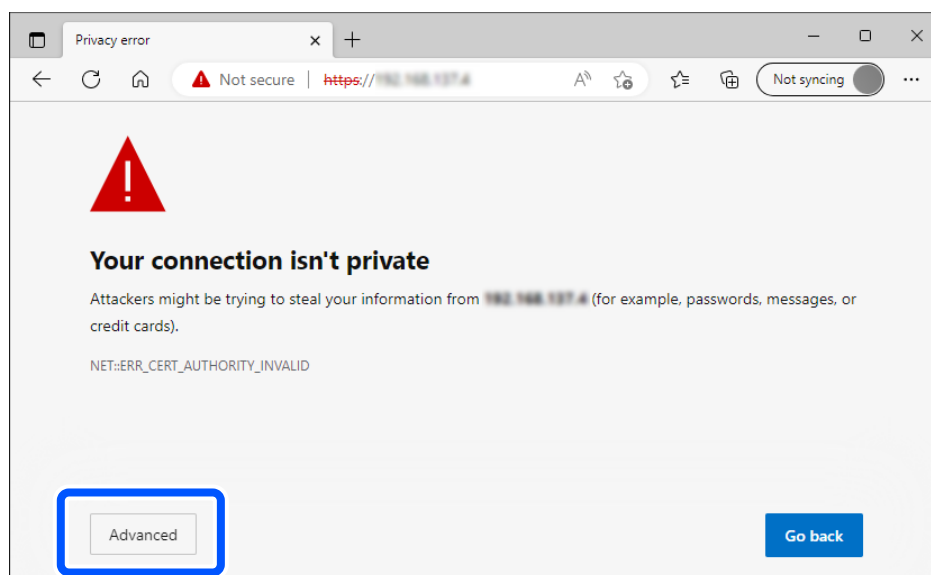 Privacy error
Not secure | https://
Not syncing
Your connection isn't private
Attackers might be trying to steal your information from (for example, passwords, messages, or
credit cards).
NET::ERR_CERT_AUTHORITY_INVALID
Advanced
Go back